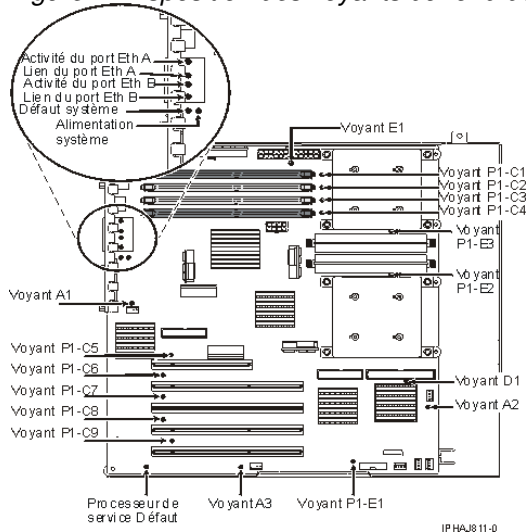 Activité du port Eth A
Lien du port Eth A
Activité du port Eth B
Lien du port Eth B
Défaut système
Alimentation
système
Voyant E1
Voyant P1-C1
Voyant P1-C2
Voyant P1-C3
Voyant P1-C4
Voyant
P1-E3
Voyant
P1-E2
Voyant A1
Voyant P1-C5
Voyant P1-C6
Voyant P1-C7
Voyant P1-C8
Voyant P1-C9
Voyant D1
Voyant A2
Processeur de
service Défaut
Voyant A3
Voyant P1-E1
IPHAJ811-0